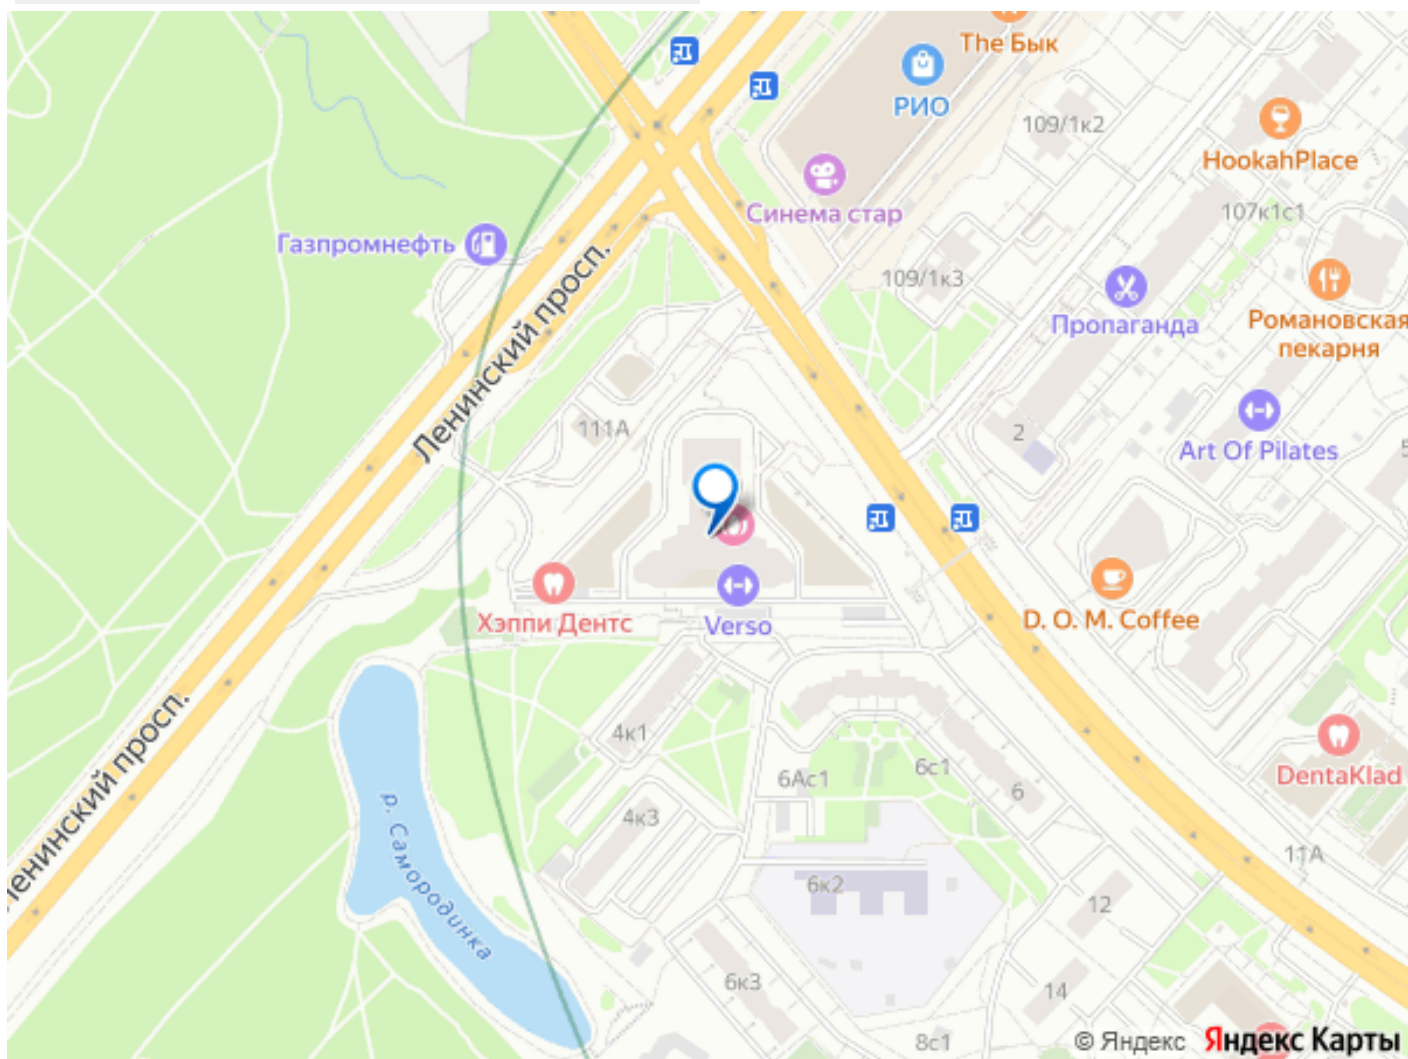 The Бык
РИО
109/1к2
HookahPlace
Синема стар
107к1с1
Газпромнефть
109/1к3
Пропаганда
Романовская
пекарня
Ленинский просп.
111А
2
Art Of Pilates
5
Хэппи Дентс
Verso
D. O. M. Coffee
4к1
6Ас1
6с1
6
DentaKlad
Ленинский просп.
4к3
р. Самородинка
11А
6к2
12
6к3
14
8с1
© Яндекс Яндекс Карты